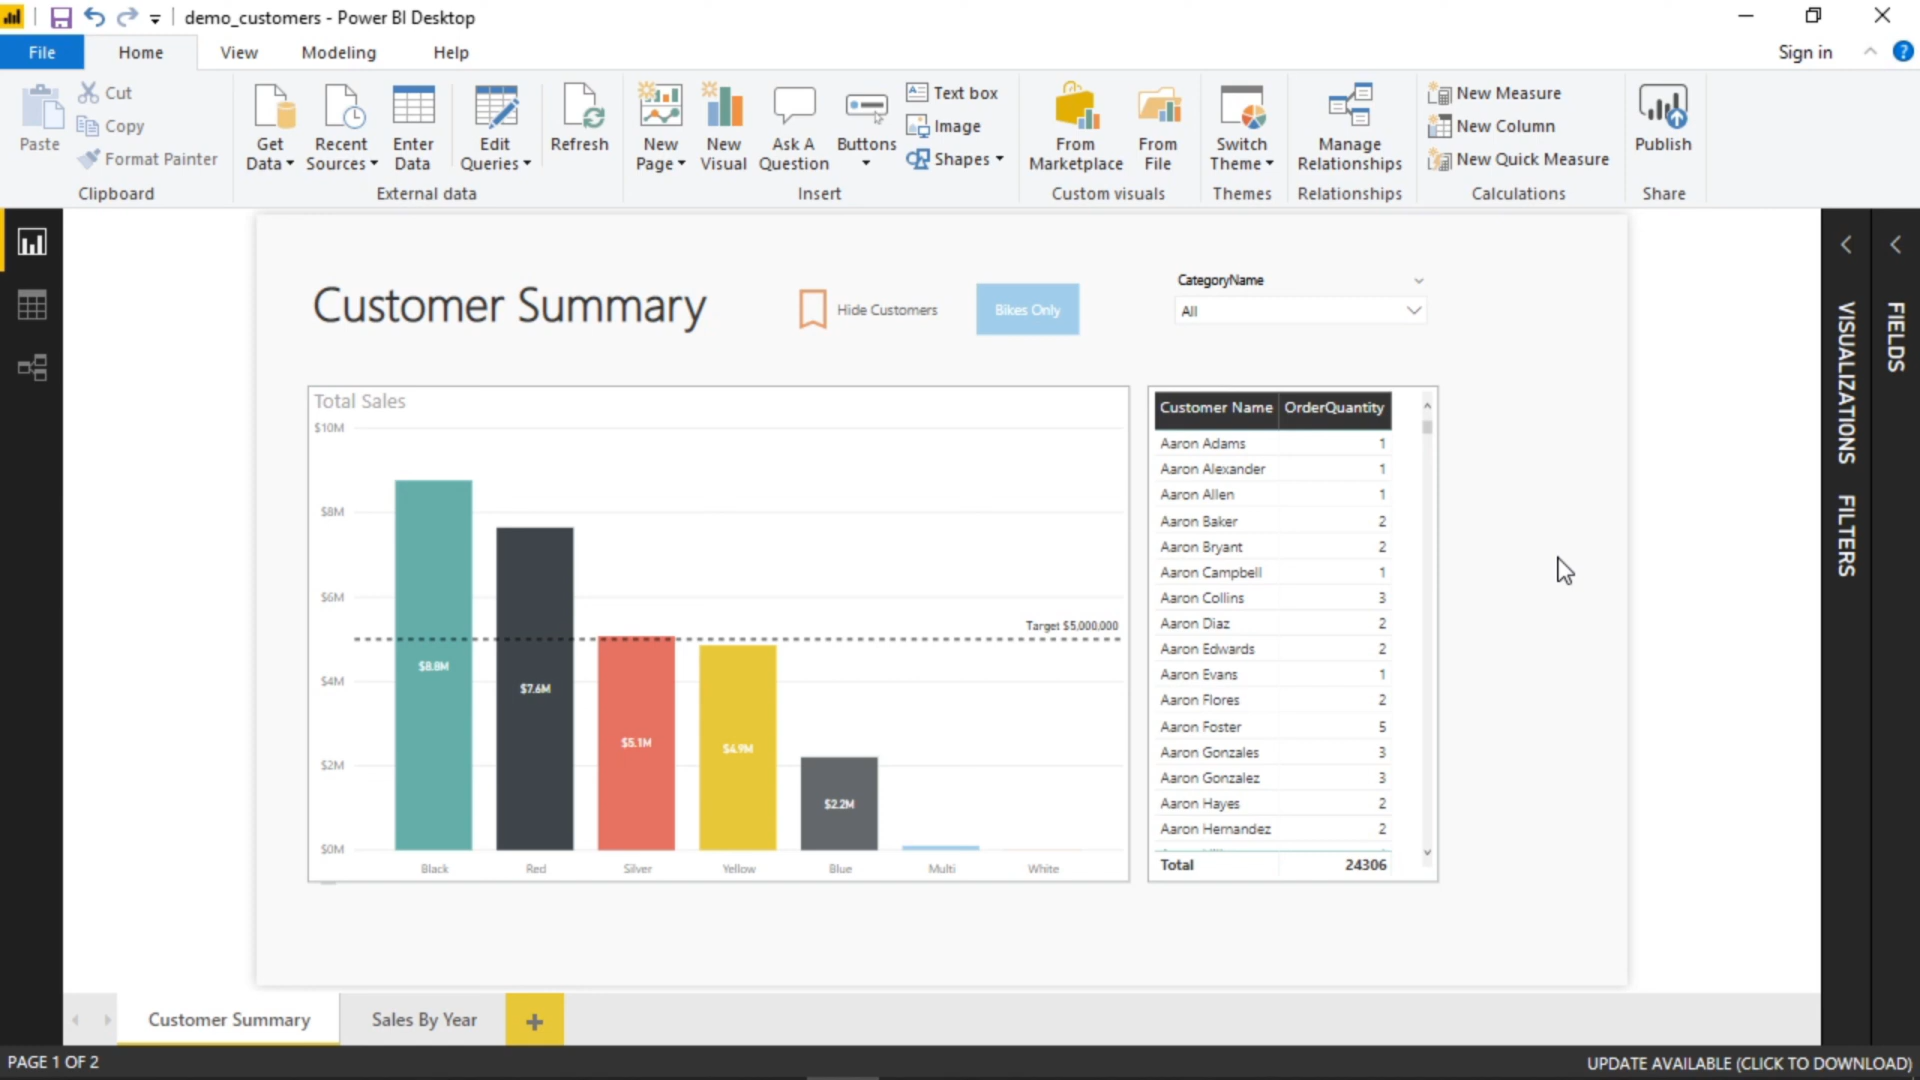 demo_customers - Power BI Desktop
File
Home
View
Modeling
Help
Sign in
?
Paste
Cut
Copy
Format Painter
Clipboard
Get
Data
Recent
Sources
Enter
Data
Edit
Queries
Refresh
External data
New
Page
New
Visual
Ask A
Question
Buttons
Text box
Image
Shapes
Insert
From
Marketplace
From
File
Custom visuals
Switch
Theme
Themes
Manage
Relationships
Relationships
New Measure
New Column
New Quick Measure
Calculations
Publish
Share
Customer Summary
Hide Customers
Bikes Only
CategoryName
All
Total Sales
$10M
$8M
$6M
$4M
$2M
$0M
Target $5,000,000
$8.8M
$7.6M
$5.1M
$4.9M
$2.2M
Black
Red
Silver
Yellow
Blue
Multi
White
Customer Name OrderQuantity
Aaron Adams 1
Aaron Alexander 1
Aaron Allen 1
Aaron Baker 2
Aaron Bryant 2
Aaron Campbell 1
Aaron Collins 3
Aaron Diaz 2
Aaron Edwards 2
Aaron Evans 1
Aaron Flores 2
Aaron Foster 5
Aaron Gonzales 3
Aaron Gonzalez 3
Aaron Hayes 2
Aaron Hernandez 2
Total 24306
VISUALIZATIONS
FILTERS
FIELDS
Customer Summary
Sales By Year
+
PAGE 1 OF 2
UPDATE AVAILABLE (CLICK TO DOWNLOAD)